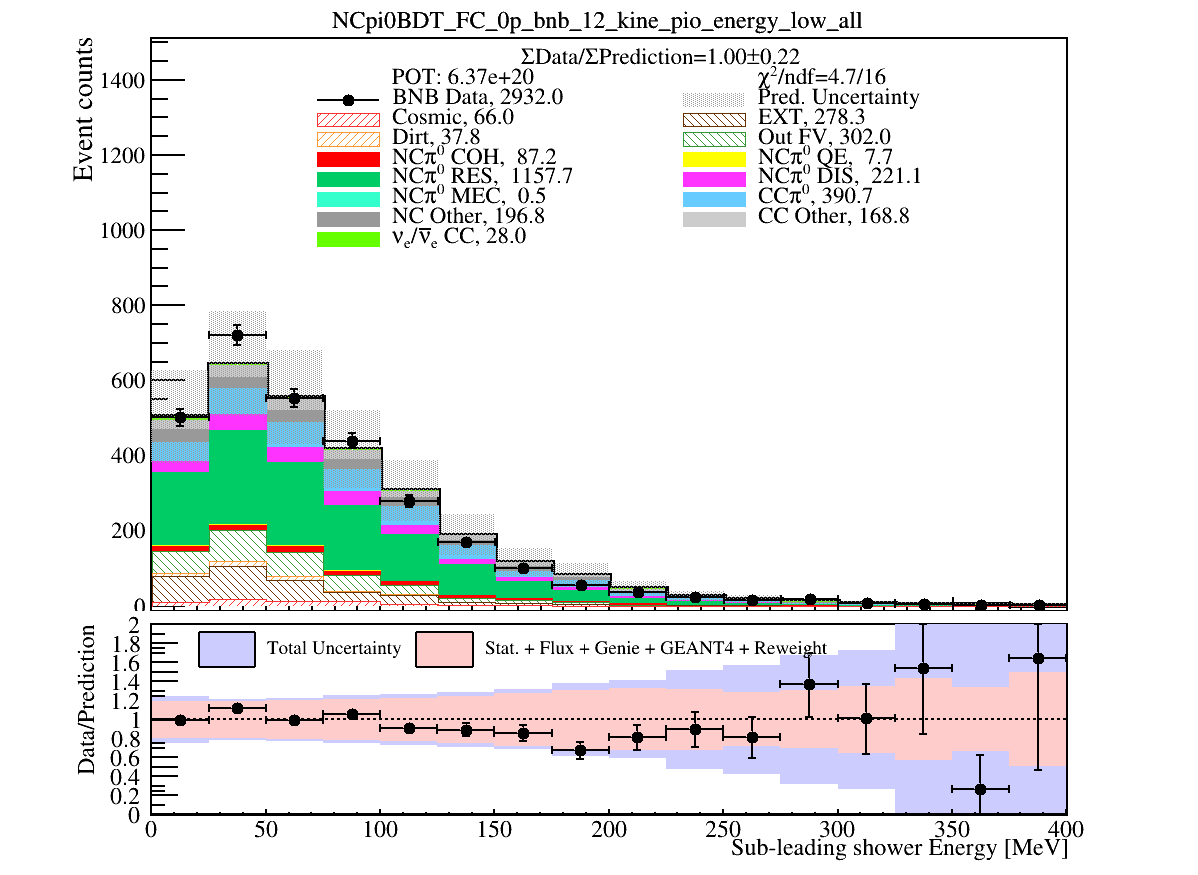 NCpi0BDT_FC_0p_bnb_12_kine_pio_energy_low_all
ΣData/ΣPrediction=1.00±0.22
POT: 6.37e+20
χ²/ndf=4.7/16
BNB Data, 2932.0
Pred. Uncertainty
Cosmic, 66.0
EXT, 278.3
Dirt, 37.8
Out FV, 302.0
NCπ⁰ COH, 87.2
NCπ⁰ QE, 7.7
NCπ⁰ RES, 1157.7
NCπ⁰ DIS, 221.1
NCπ⁰ MEC, 0.5
CCπ⁰, 390.7
NC Other, 196.8
CC Other, 168.8
νₑ/ν̅ₑ CC, 28.0
Event counts
1400
1200
1000
800
600
400
200
0
Total Uncertainty
Stat. + Flux + Genie + GEANT4 + Reweight
Data/Prediction
2
1.8
1.6
1.4
1.2
1
0.8
0.6
0.4
0.2
0
0 50 100 150 200 250 300 350 400
Sub-leading shower Energy [MeV]